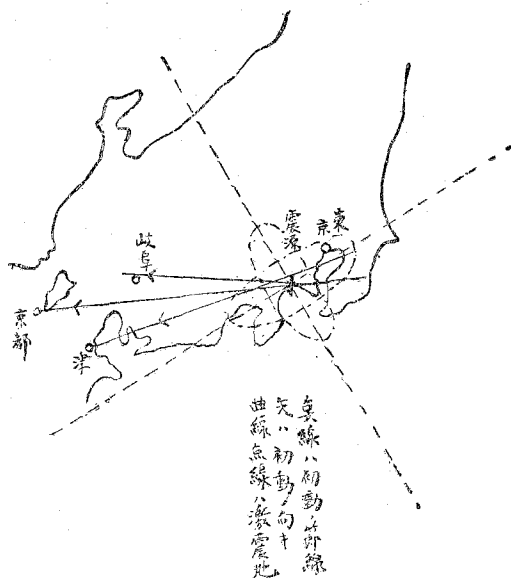 震源
東京
岐阜
京都
津
点線ハ初動ノ節線
矢ハ初動ノ向キ
曲線点線ハ激震地